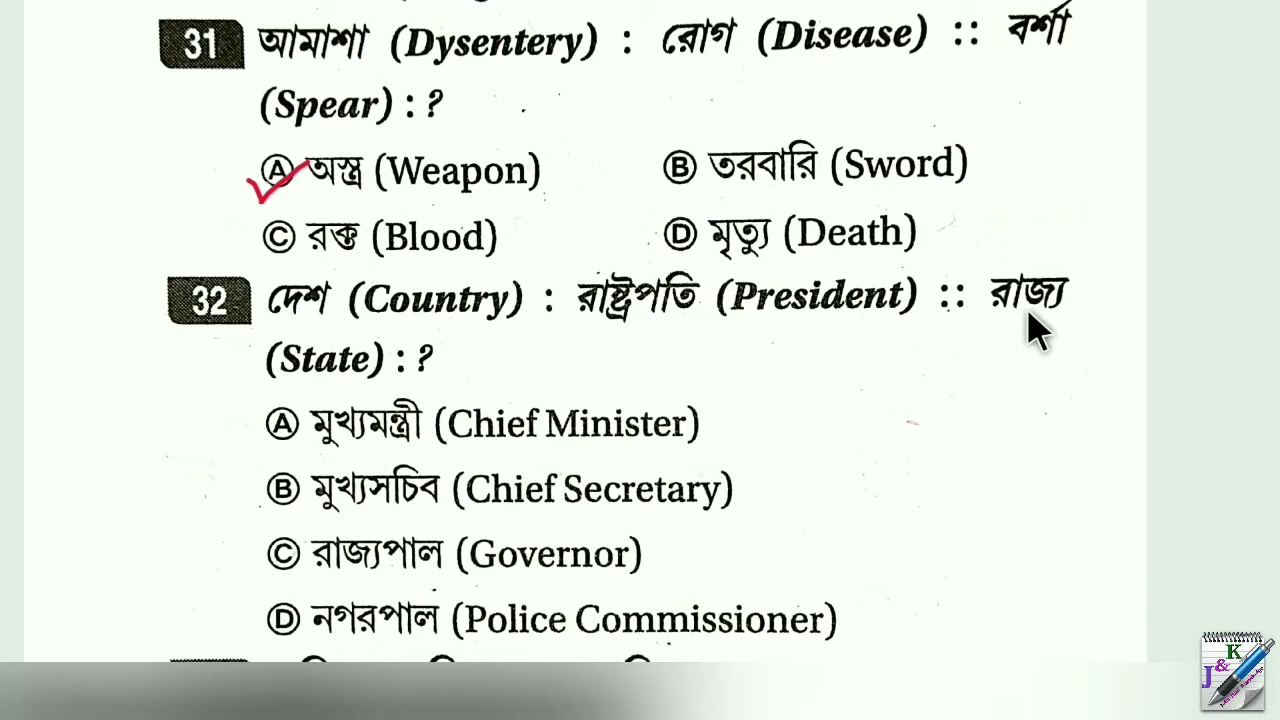 31 আমাশা (Dysentery) : রোগ (Disease) :: বর্শা
(Spear) : ?
Ⓐ অস্ত্র (Weapon) Ⓑ তরবারি (Sword)
Ⓒ রক্ত (Blood) Ⓓ মৃত্যু (Death)
32 দেশ (Country) : রাষ্ট্রপতি (President) :: রাজ্য
(State) : ?
Ⓐ মুখ্যমন্ত্রী (Chief Minister)
Ⓑ মুখ্যসচিব (Chief Secretary)
Ⓒ রাজ্যপাল (Governor)
Ⓓ নগরপাল (Police Commissioner)
J&K